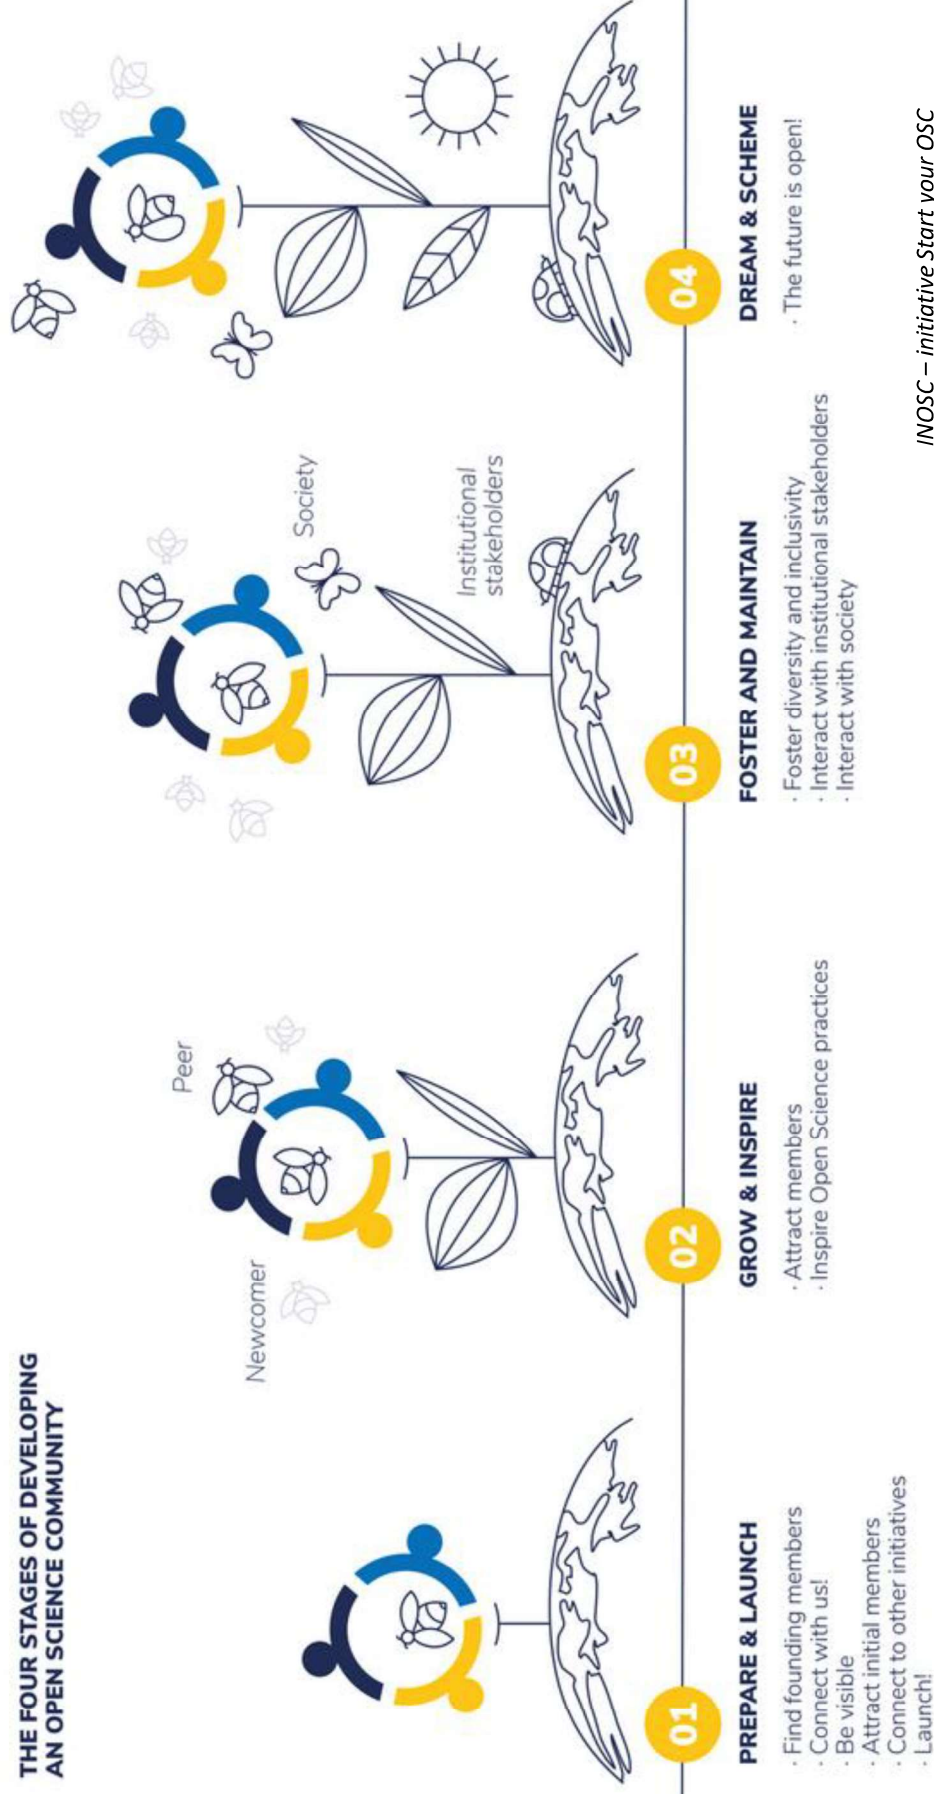 THE FOUR STAGES OF DEVELOPING
AN OPEN SCIENCE COMMUNITY
Newcomer
Peer
Society
Institutional
stakeholders
01
PREPARE & LAUNCH
· Find founding members
· Connect with us!
· Be visible
· Attract initial members
· Connect to other initiatives
· Launch!
02
GROW & INSPIRE
· Attract members
· Inspire Open Science practices
03
FOSTER AND MAINTAIN
· Foster diversity and inclusivity
· Interact with institutional stakeholders
· Interact with society
04
DREAM & SCHEME
· The future is open!
INOSC – initiative Start your OSC